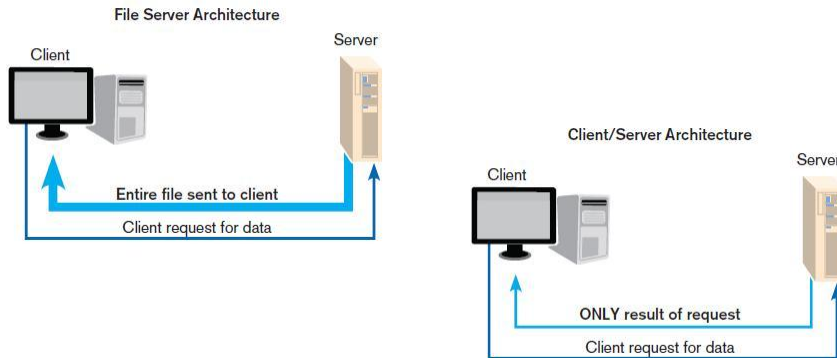 File Server Architecture
Server
Client
Entire file sent to client
Client request for data
Client/Server Architecture
Server
Client
ONLY result of request
Client request for data